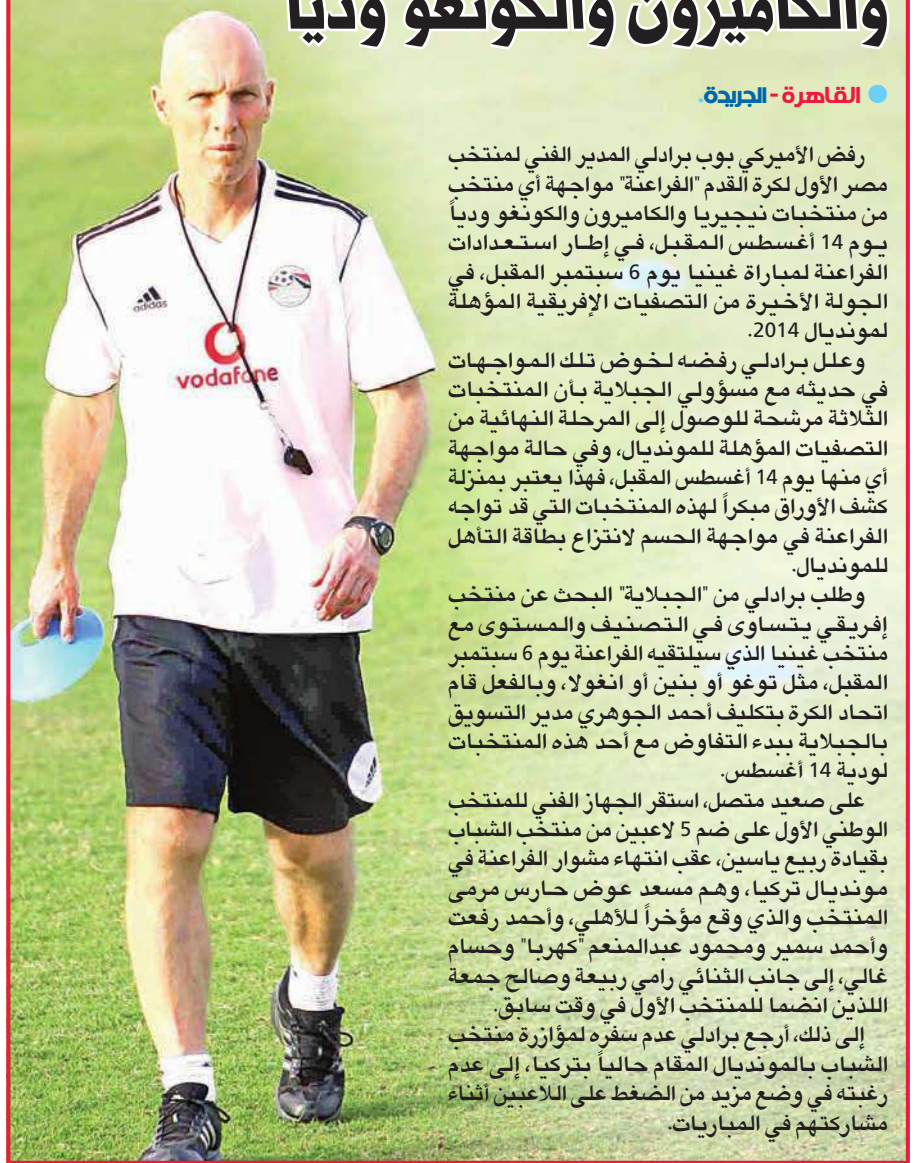 والكاميرون والكونغو ودياً
القاهرة - الجريدة.
رفض الأميركي بوب برادلي المدير الفني لمنتخب
مصر الأول لكرة القدم "الفراعنة" مواجهة أي منتخب
من منتخبات نيجيريا والكاميرون والكونغو ودياً
يوم 14 أغسطس المقبل، في إطار استعدادات
الفراعنة لمباراة غينيا يوم 6 سبتمبر المقبل، في
الجولة الأخيرة من التصفيات الإفريقية المؤهلة
لمونديال 2014.
وعلل برادلي رفضه لخوض تلك المواجهات
في حديثه مع مسؤولي الجبلاية بأن المنتخبات
الثلاثة مرشحة للوصول إلى المرحلة النهائية من
التصفيات المؤهلة للمونديال، وفي حالة مواجهة
أي منها يوم 14 أغسطس المقبل، فهذا يعتبر بمنزلة
كشف الأوراق مبكراً لهذه المنتخبات التي قد تواجه
الفراعنة في مواجهة الحسم لانتزاع بطاقة التأهل
للمونديال.
وطلب برادلي من "الجبلاية" البحث عن منتخب
إفريقي يتساوى في التصنيف والمستوى مع
منتخب غينيا الذي سيلتقيه الفراعنة يوم 6 سبتمبر
المقبل، مثل توغو أو بنين أو انغولا، وبالفعل قام
اتحاد الكرة بتكليف أحمد الجوهري مدير التسويق
بالجبلاية ببدء التفاوض مع أحد هذه المنتخبات
لودية 14 أغسطس.
على صعيد متصل، استقر الجهاز الفني للمنتخب
الوطني الأول على ضم 5 لاعبين من منتخب الشباب
بقيادة ربيع ياسين، عقب انتهاء مشوار الفراعنة في
مونديال تركيا، وهم مسعد عوض حارس مرمى
المنتخب والذي وقع مؤخراً للأهلي، وأحمد رفعت
وأحمد سمير ومحمود عبدالمنعم "كهربا" وحسام
غالي، إلى جانب الثنائي رامي ربيعة وصالح جمعة
اللذين انضما للمنتخب الأول في وقت سابق.
إلى ذلك، أرجع برادلي عدم سفره لمؤازرة منتخب
الشباب بالمونديال المقام حالياً بتركيا، إلى عدم
رغبته في وضع مزيد من الضغط على اللاعبين أثناء
مشاركتهم في المباريات.
adidas
vodafone